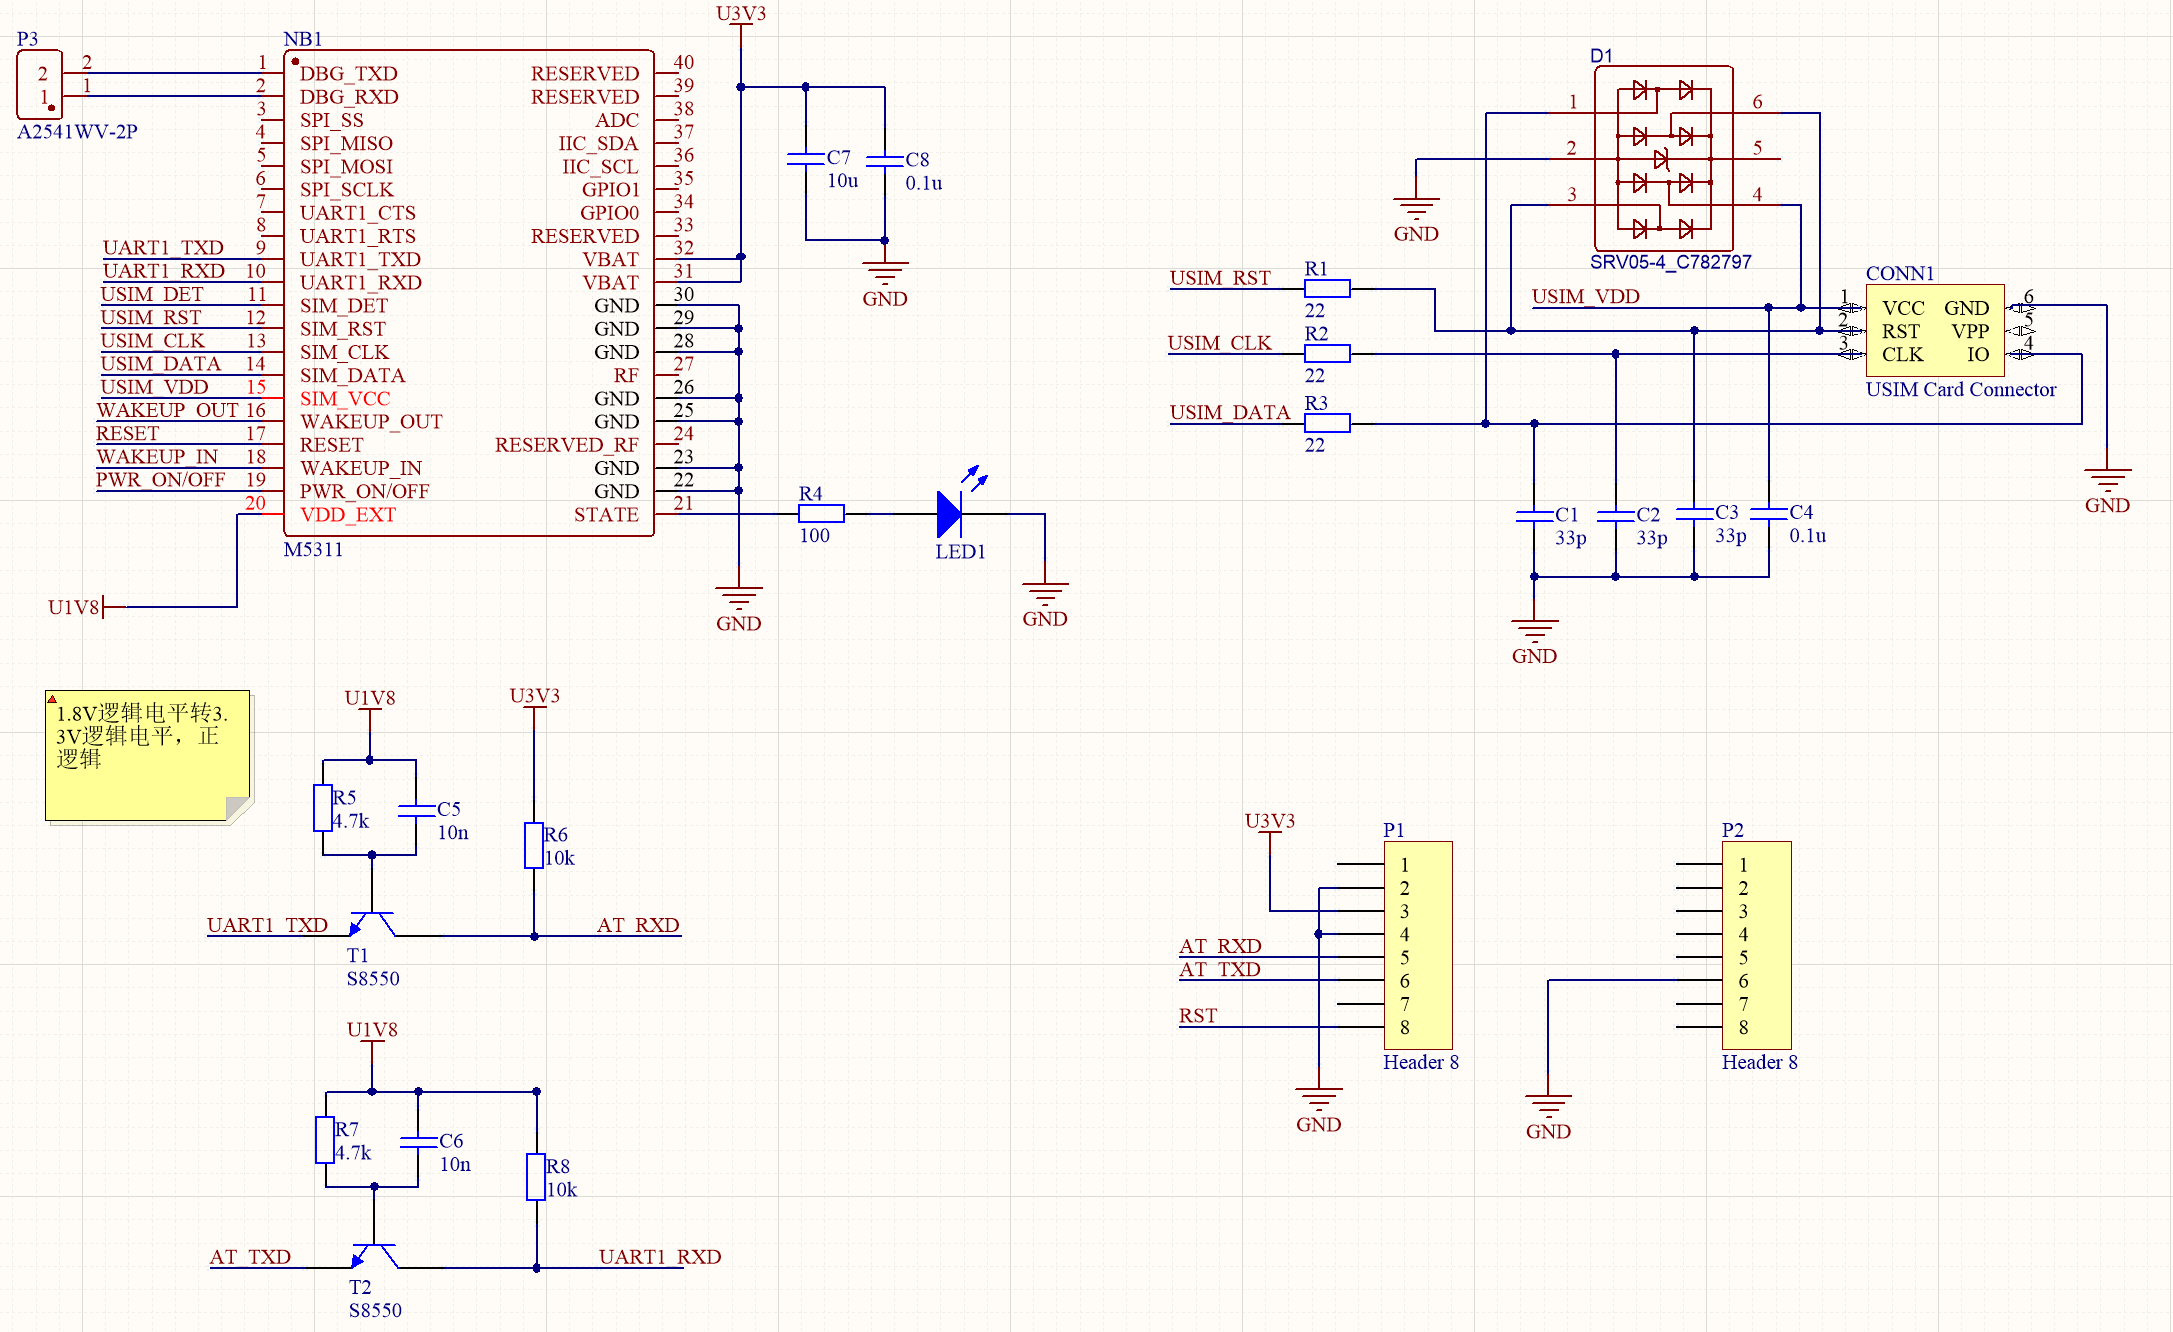 P3
2
1
2
1
A2541WV-2P
NB1
1 DBG_TXD
2 DBG_RXD
3 SPI_SS
4 SPI_MISO
5 SPI_MOSI
6 SPI_SCLK
7 UART1_CTS
8 UART1_RTS
UART1_TXD 9 UART1_TXD
UART1_RXD 10 UART1_RXD
USIM_DET 11 SIM_DET
USIM_RST 12 SIM_RST
USIM_CLK 13 SIM_CLK
USIM_DATA 14 SIM_DATA
USIM_VDD 15 SIM_VCC
WAKEUP_OUT 16 WAKEUP_OUT
RESET 17 RESET
WAKEUP_IN 18 WAKEUP_IN
PWR_ON/OFF 19 PWR_ON/OFF
20 VDD_EXT
RESERVED 40
RESERVED 39
ADC 38
IIC_SDA 37
IIC_SCL 36
GPIO1 35
GPIO0 34
RESERVED 33
VBAT 32
VBAT 31
GND 30
GND 29
GND 28
RF 27
GND 26
GND 25
RESERVED_RF 24
GND 23
GND 22
STATE 21
M5311
U1V8
U3V3
C7
10u
C8
0.1u
GND
R4
100
LED1
GND
GND
D1
1
2
3
6
5
4
SRV05-4_C782797
GND
USIM_RST
R1
22
USIM_CLK
R2
22
USIM_DATA
R3
22
USIM_VDD
CONN1
1 VCC GND 6
2 RST VPP 5
3 CLK IO 4
USIM Card Connector
GND
C1
33p
C2
33p
C3
33p
C4
0.1u
GND
1.8V逻辑电平转3.
3V逻辑电平，正
逻辑
U1V8
R5
4.7k
C5
10n
U3V3
R6
10k
UART1_TXD
AT_RXD
T1
S8550
U1V8
R7
4.7k
C6
10n
R8
10k
AT_TXD
UART1_RXD
T2
S8550
U3V3
P1
1
2
3
4
AT_RXD 5
AT_TXD 6
7
RST 8
Header 8
GND
P2
1
2
3
4
5
6
7
8
Header 8
GND